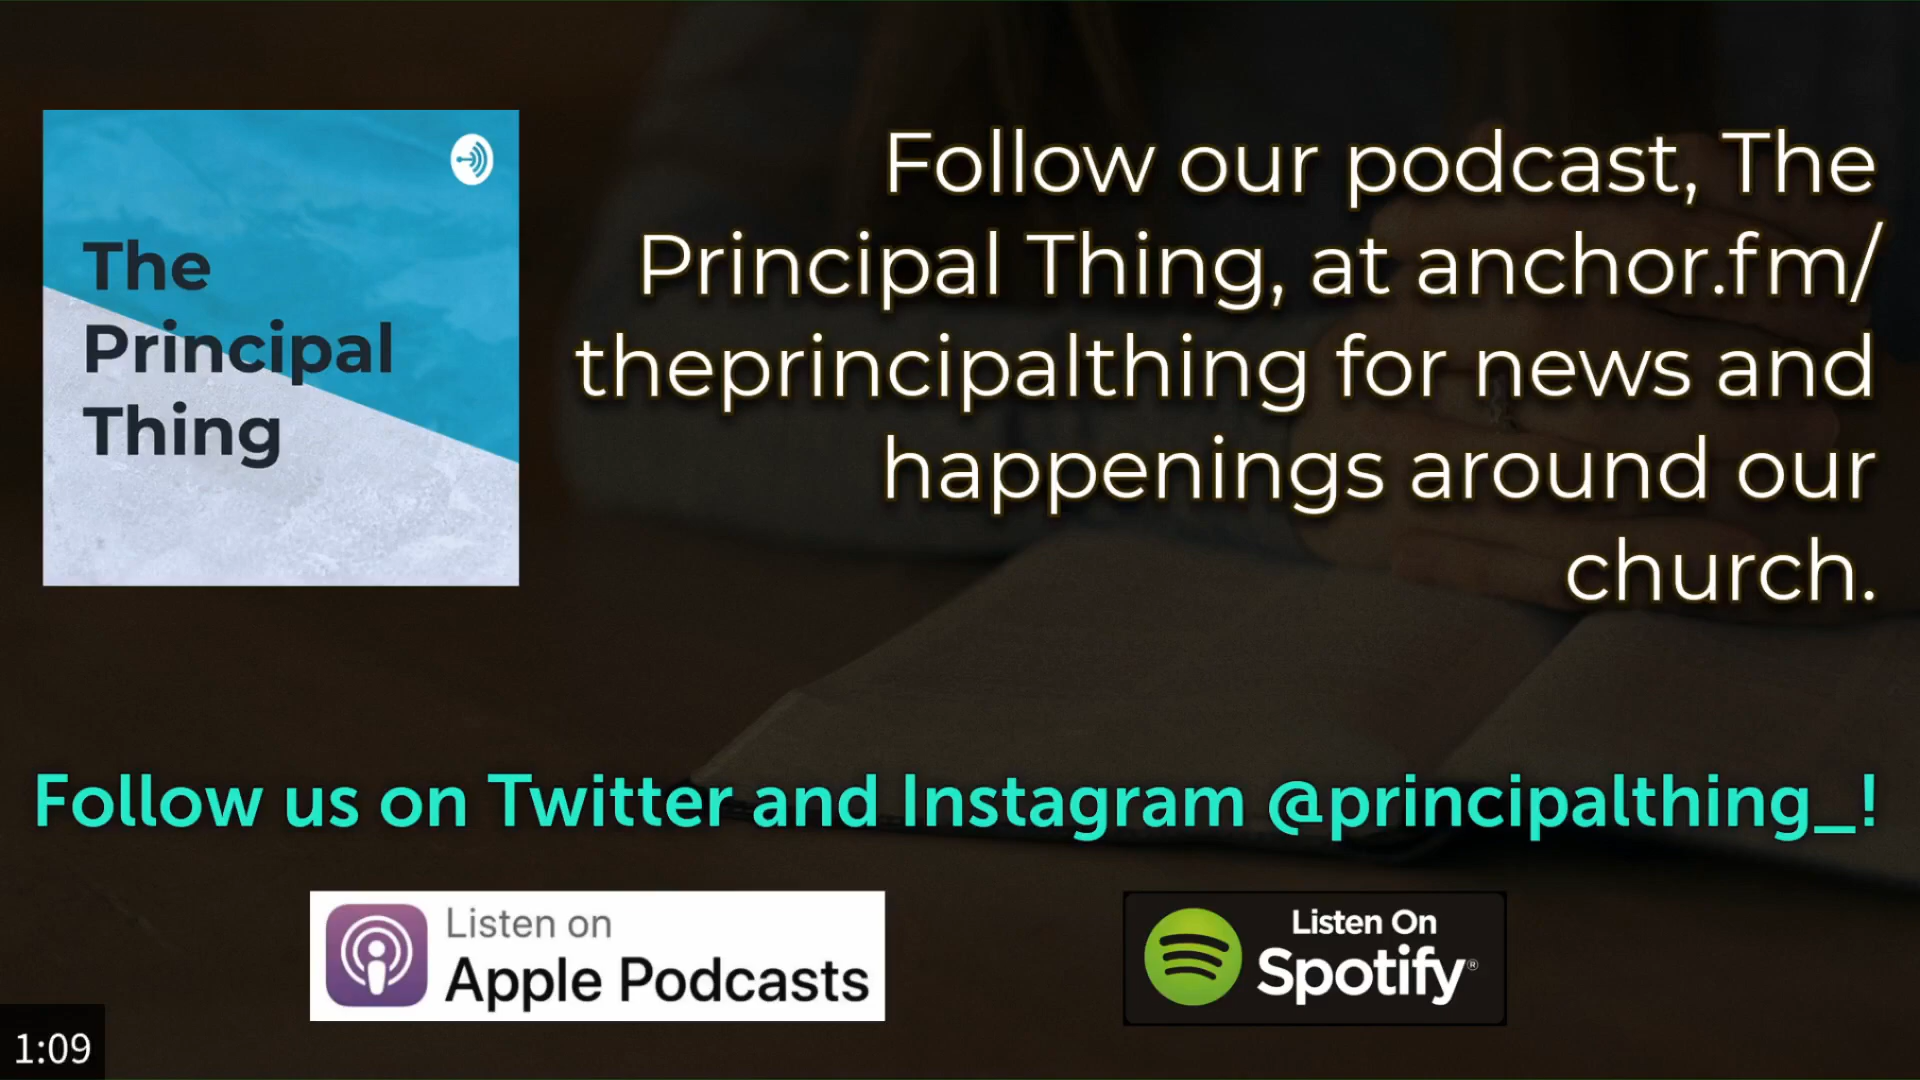 The
Principal
Thing
Follow our podcast, The
Principal Thing, at anchor.fm/
theprincipalthing for news and
happenings around our
church.
Follow us on Twitter and Instagram @principalthing_!
Listen on
Apple Podcasts
Listen On
Spotify®
1:09